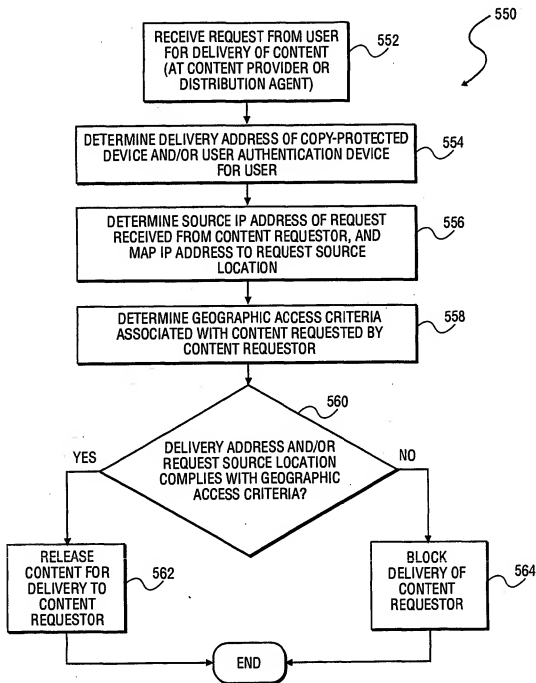 550
RECEIVE REQUEST FROM USER
FOR DELIVERY OF CONTENT
(AT CONTENT PROVIDER OR
DISTRIBUTION AGENT)
552
DETERMINE DELIVERY ADDRESS OF COPY-PROTECTED
DEVICE AND/OR USER AUTHENTICATION DEVICE
FOR USER
554
DETERMINE SOURCE IP ADDRESS OF REQUEST
RECEIVED FROM CONTENT REQUESTOR, AND
MAP IP ADDRESS TO REQUEST SOURCE
LOCATION
556
DETERMINE GEOGRAPHIC ACCESS CRITERIA
ASSOCIATED WITH CONTENT REQUESTED BY
CONTENT REQUESTOR
558
560
DELIVERY ADDRESS AND/OR
REQUEST SOURCE LOCATION
COMPLIES WITH GEOGRAPHIC
ACCESS CRITERIA?
YES
NO
RELEASE
CONTENT FOR
DELIVERY TO
CONTENT
REQUESTOR
562
BLOCK
DELIVERY OF
CONTENT
REQUESTOR
564
END